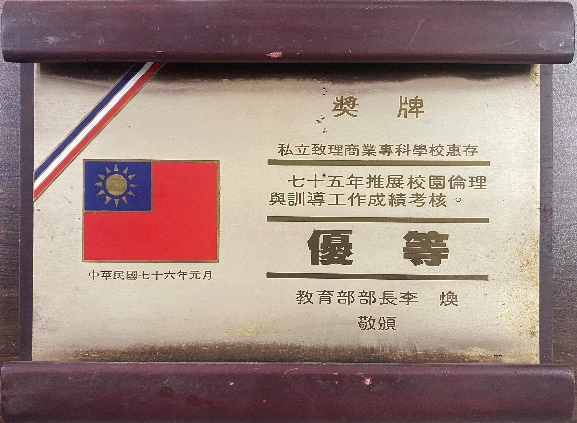 獎牌
私立致理商業專科學校惠存
七十五年推展校園倫理
與訓導工作成績考核。
優等
教育部部長李煥
敬頒
中華民國七十六年元月